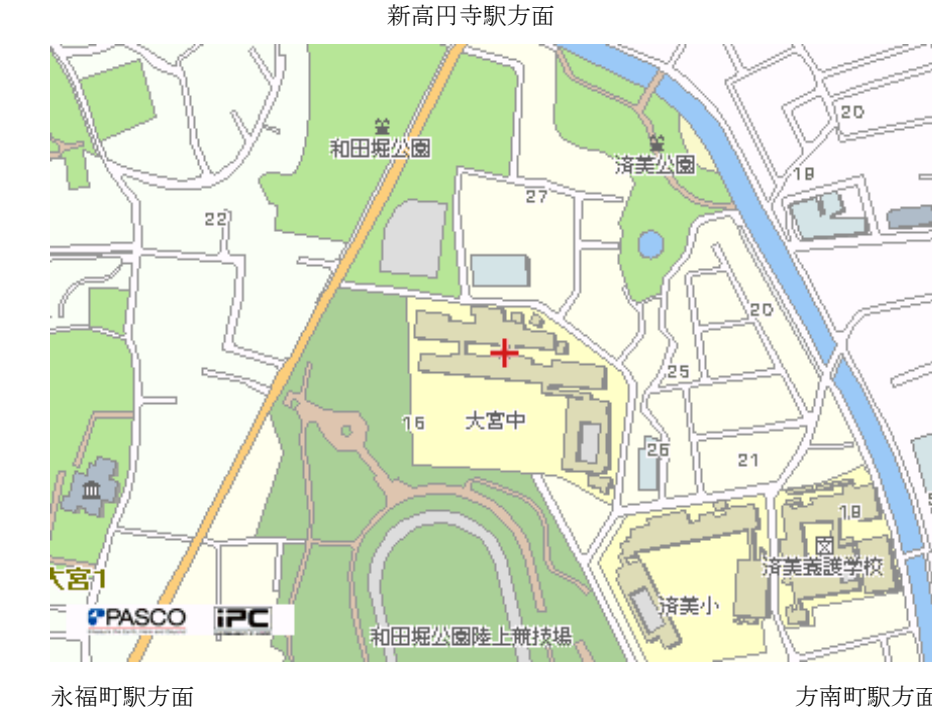 新高円寺駅方面
和田堀公園
済美公園
20
19
27
22
20
25
16
大宮中
26
21
19
大宮1
済美養護学校
PASCO
iPC
済美小
和田堀公園陸上競技場
永福町駅方面
方南町駅方面